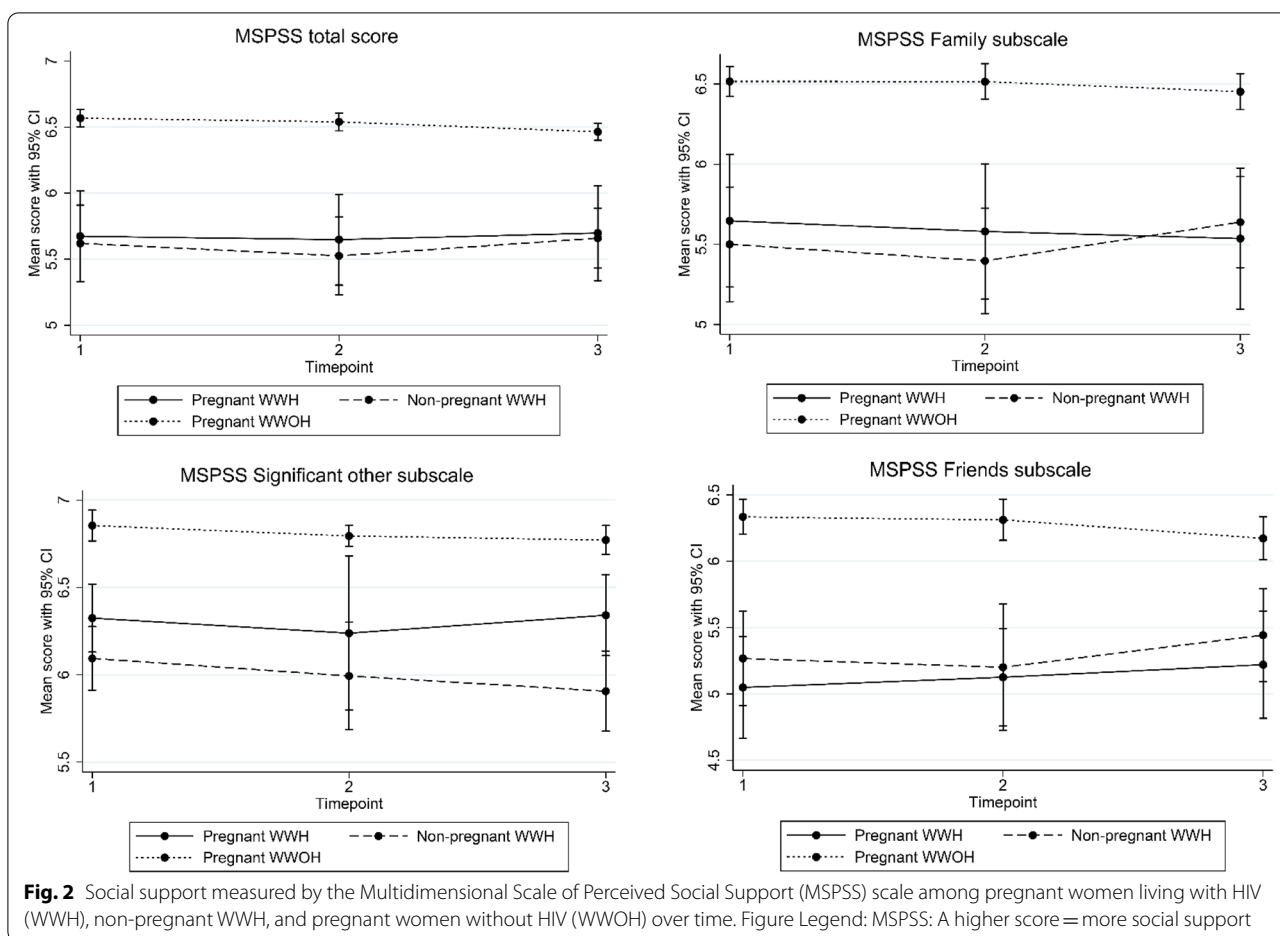 MSPSS total score
Mean score with 95% CI
7
6.5
6
5.5
5
1
2
3
Timepoint
Pregnant WWH
Non-pregnant WWH
Pregnant WWOH
MSPSS Family subscale
Mean score with 95% CI
6.5
6
5.5
5
1
2
3
Timepoint
Pregnant WWH
Non-pregnant WWH
Pregnant WWOH
MSPSS Significant other subscale
Mean score with 95% CI
7
6.5
6
5.5
1
2
3
Timepoint
Pregnant WWH
Non-pregnant WWH
Pregnant WWOH
MSPSS Friends subscale
Mean score with 95% CI
6.5
6
5.5
5
4.5
1
2
3
Timepoint
Pregnant WWH
Non-pregnant WWH
Pregnant WWOH
Fig. 2 Social support measured by the Multidimensional Scale of Perceived Social Support (MSPSS) scale among pregnant women living with HIV
(WWH), non-pregnant WWH, and pregnant women without HIV (WWOH) over time. Figure Legend: MSPSS: A higher score = more social support